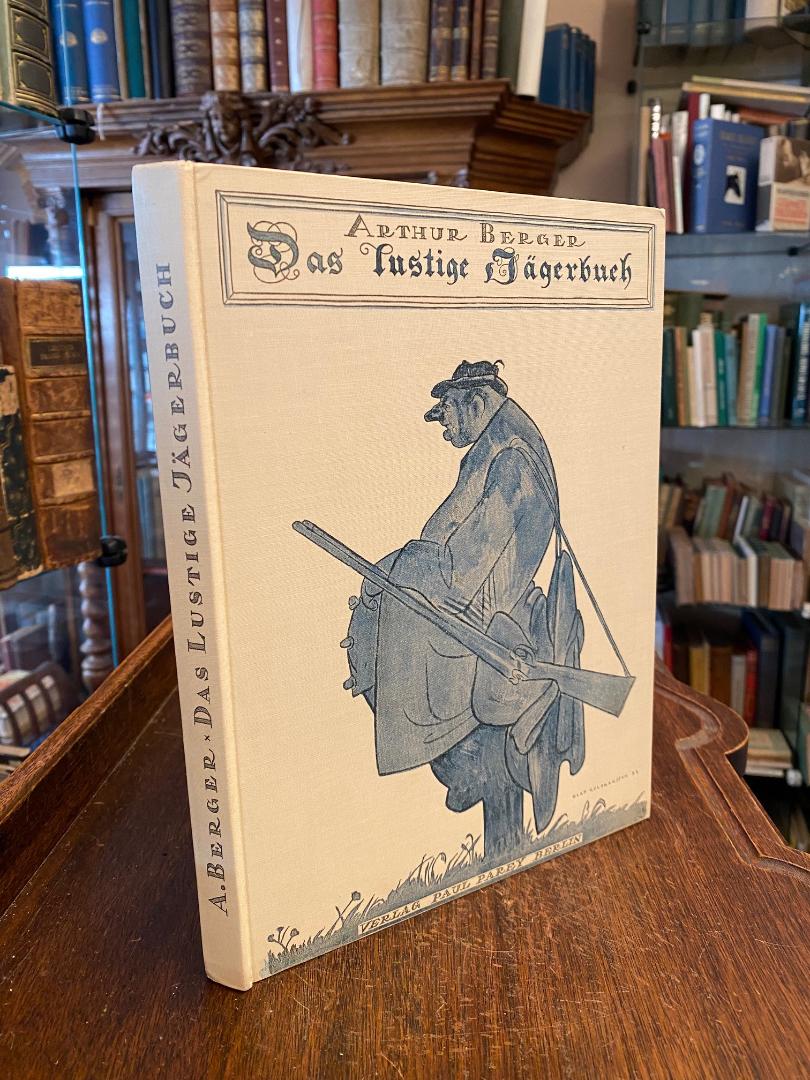 ARTHUR BERGER
Das lustige Jägerbuch
A. BERGER × DAS LUSTIGE JÄGERBUCH
VERLAG PAUL PAREY BERLIN